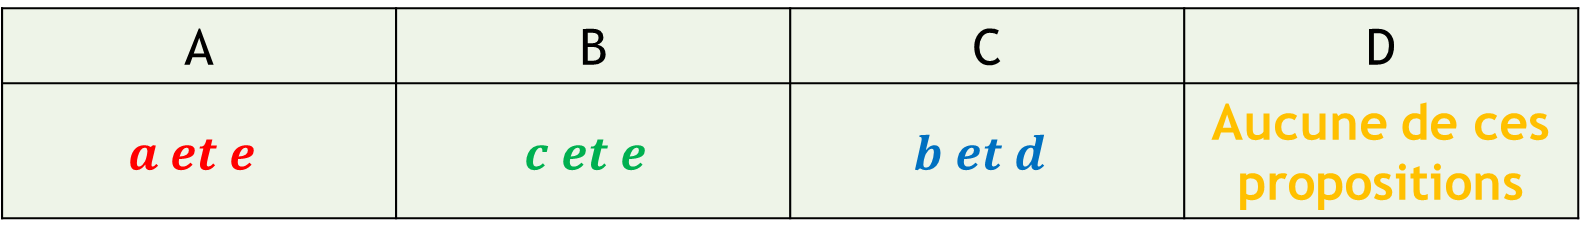 A B C D
a et e c et e b et d Aucune de ces
propositions